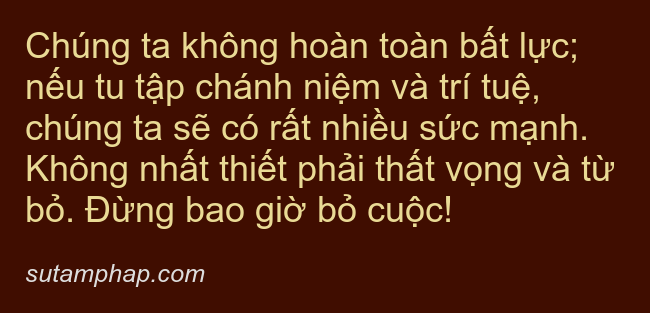 Chúng ta không hoàn toàn bất lực;
nếu tu tập chánh niệm và trí tuệ,
chúng ta sẽ có rất nhiều sức mạnh.
Không nhất thiết phải thất vọng và từ
bỏ. Đừng bao giờ bỏ cuộc!
sutamphap.com